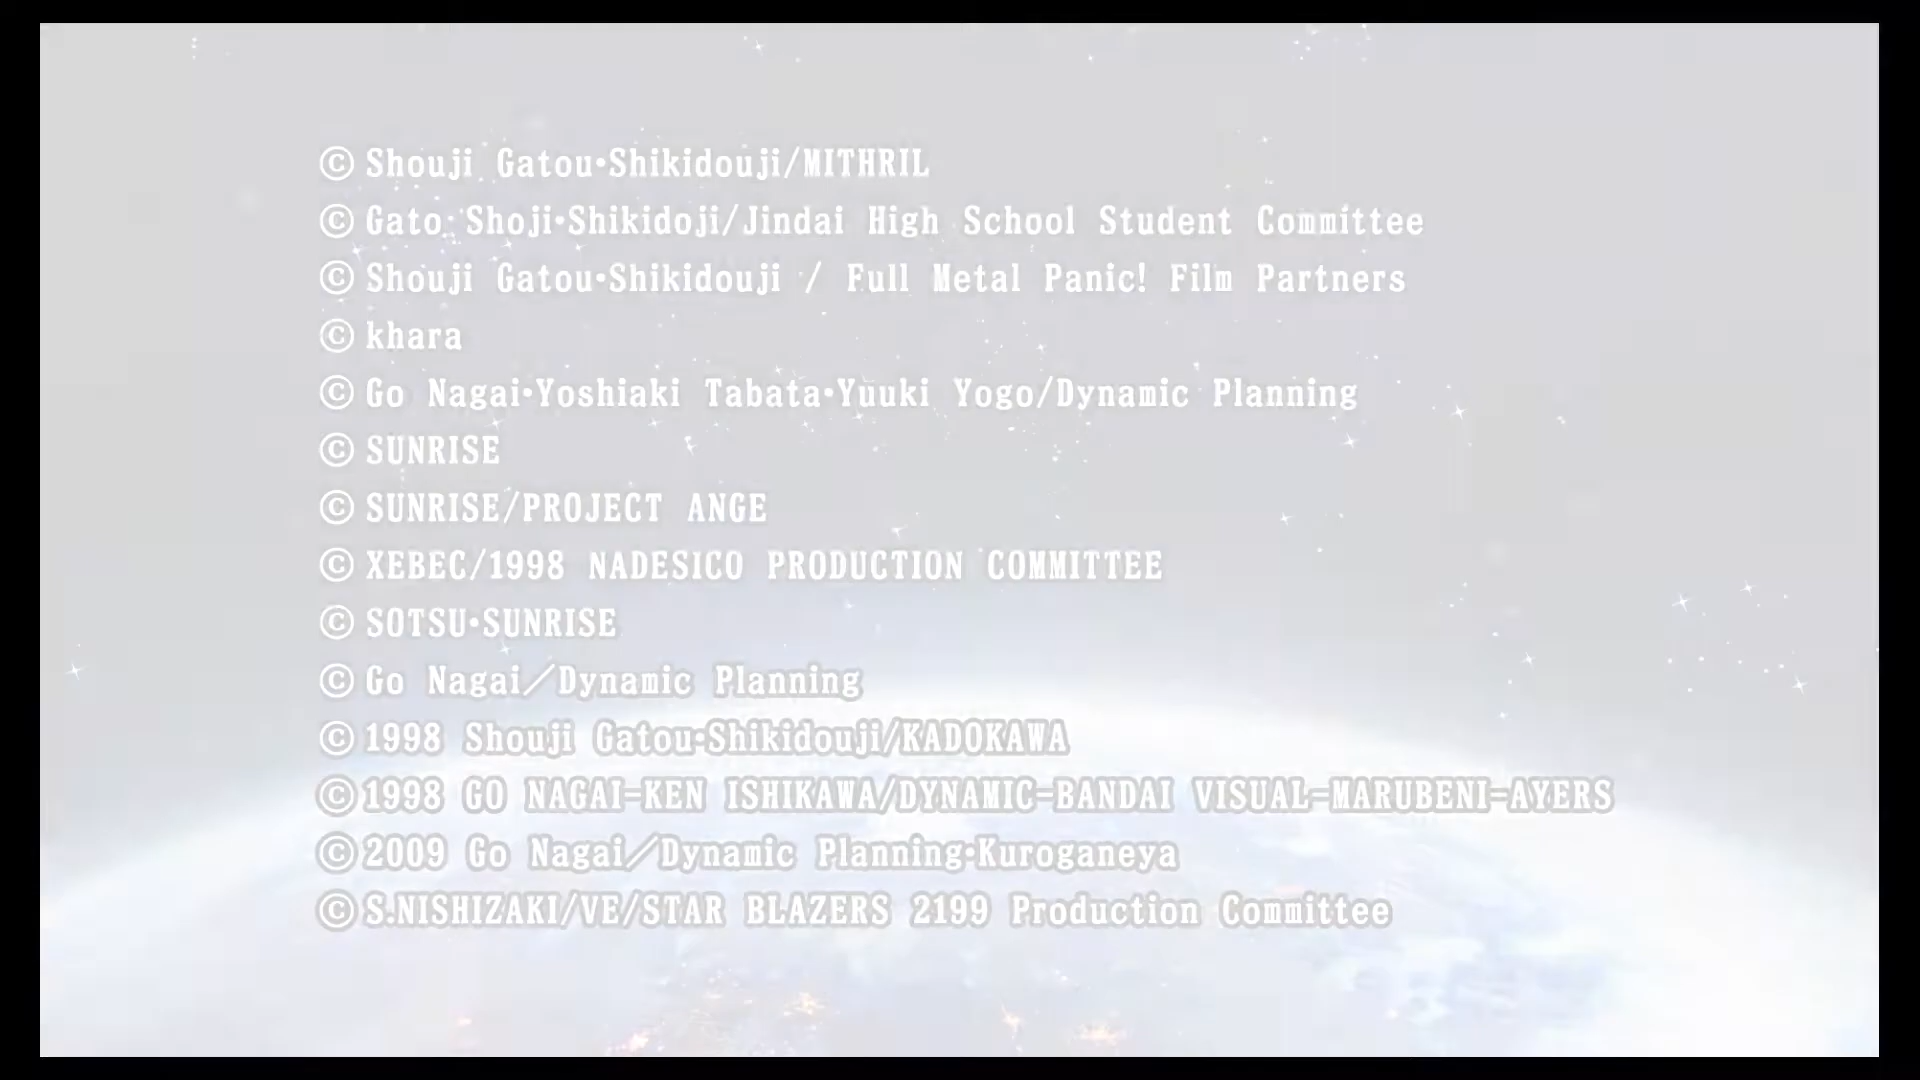 © Shouji Gatou•Shikidouji/MITHRIL
© Gato Shoji•Shikidoji/Jindai High School Student Committee
© Shouji Gatou•Shikidouji / Full Metal Panic! Film Partners
© khara
© Go Nagai•Yoshiaki Tabata•Yuuki Yogo/Dynamic Planning
© SUNRISE
© SUNRISE/PROJECT ANGE
© XEBEC/1998 NADESICO PRODUCTION COMMITTEE
© SOTSU•SUNRISE
© Go Nagai／Dynamic Planning
© 1998 Shouji Gatou•Shikidouji/KADOKAWA
© 1998 GO NAGAI-KEN ISHIKAWA/DYNAMIC-BANDAI VISUAL-MARUBENI-AYERS
© 2009 Go Nagai／Dynamic Planning•Kuroganeya
© S.NISHIZAKI/VE/STAR BLAZERS 2199 Production Committee